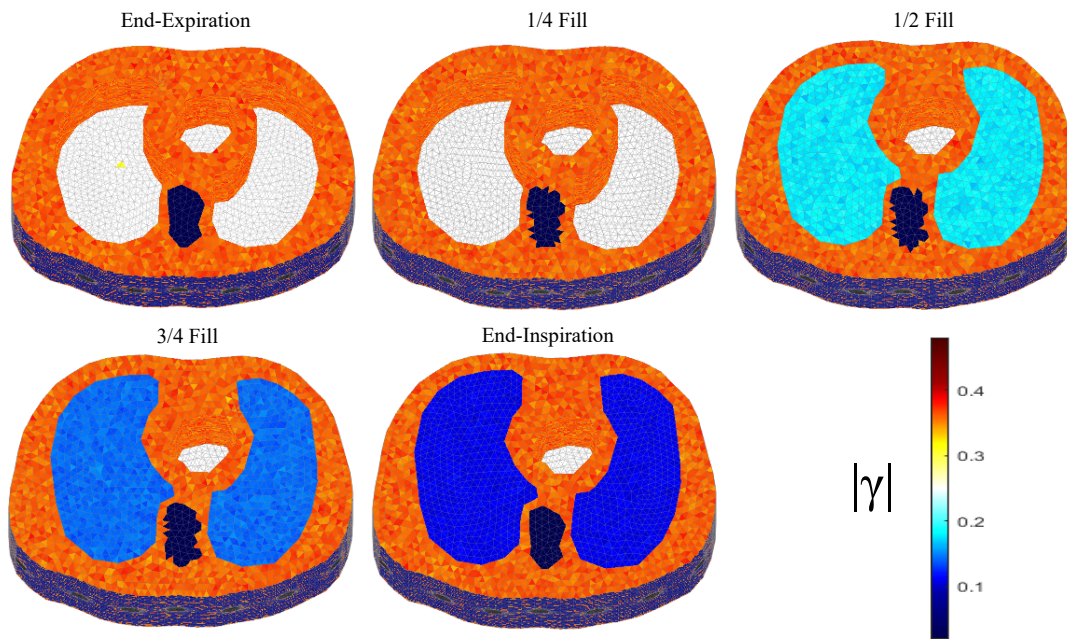 End-Expiration
1/4 Fill
1/2 Fill
3/4 Fill
End-Inspiration
0.4
0.3
0.2
0.1
|γ|